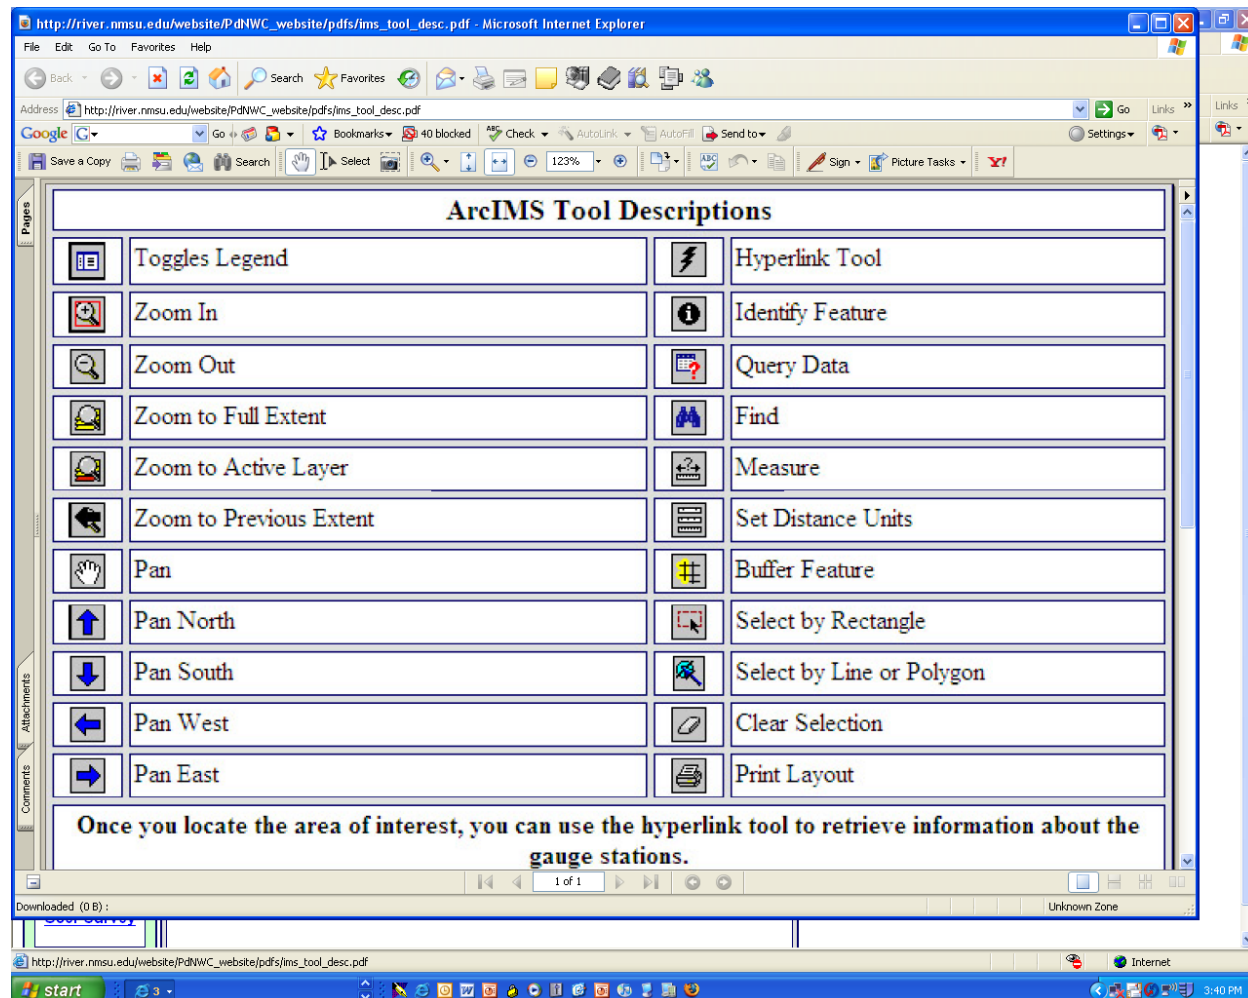 http://river.nmsu.edu/website/PdNWC_website/pdfs/ims_tool_desc.pdf - Microsoft Internet Explorer
File Edit Go To Favorites Help
Back Search Favorites
Address http://river.nmsu.edu/website/PdNWC_website/pdfs/ims_tool_desc.pdf Go Links » Links
Google G Go Bookmarks 40 blocked Check AutoLink AutoFill Send to Settings
Save a Copy Search Select 123% Sign Picture Tasks Y!
Pages
ArcIMS Tool Descriptions
Toggles Legend Hyperlink Tool
Zoom In Identify Feature
Zoom Out Query Data
Zoom to Full Extent Find
Zoom to Active Layer Measure
Zoom to Previous Extent Set Distance Units
Pan Buffer Feature
Pan North Select by Rectangle
Pan South Select by Line or Polygon
Attachments
Pan West Clear Selection
Pan East Print Layout
Comments
Once you locate the area of interest, you can use the hyperlink tool to retrieve information about the
gauge stations.
1 of 1
Downloaded (0 B) : Unknown Zone
User Survey
http://river.nmsu.edu/website/PdNWC_website/pdfs/ims_tool_desc.pdf Internet
start 3 3:40 PM